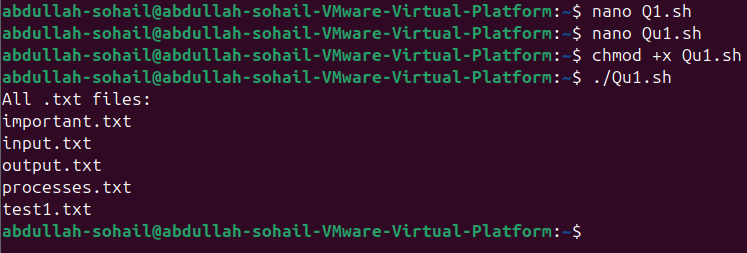 abdullah-sohail@abdullah-sohail-VMware-Virtual-Platform:~$ nano Q1.sh
abdullah-sohail@abdullah-sohail-VMware-Virtual-Platform:~$ nano Qu1.sh
abdullah-sohail@abdullah-sohail-VMware-Virtual-Platform:~$ chmod +x Qu1.sh
abdullah-sohail@abdullah-sohail-VMware-Virtual-Platform:~$ ./Qu1.sh
All .txt files:
important.txt
input.txt
output.txt
processes.txt
test1.txt
abdullah-sohail@abdullah-sohail-VMware-Virtual-Platform:~$